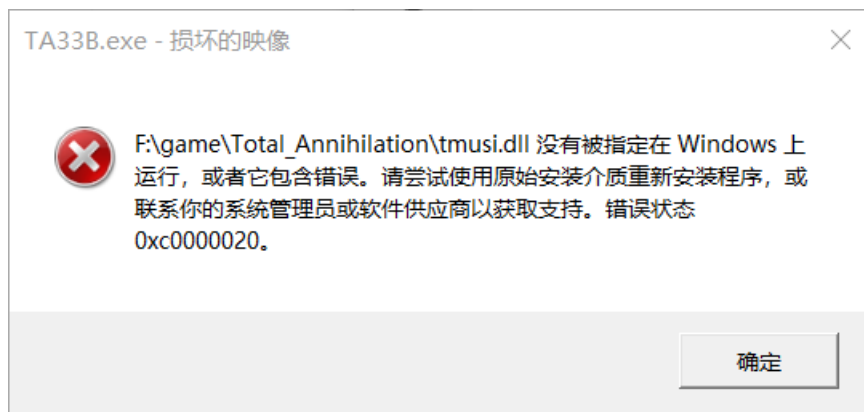 TA33B.exe - 损坏的映像
F:\game\Total_Annihilation\tmusi.dll 没有被指定在 Windows 上
运行，或者它包含错误。请尝试使用原始安装介质重新安装程序，或
联系你的系统管理员或软件供应商以获取支持。错误状态
0xc0000020。
确定